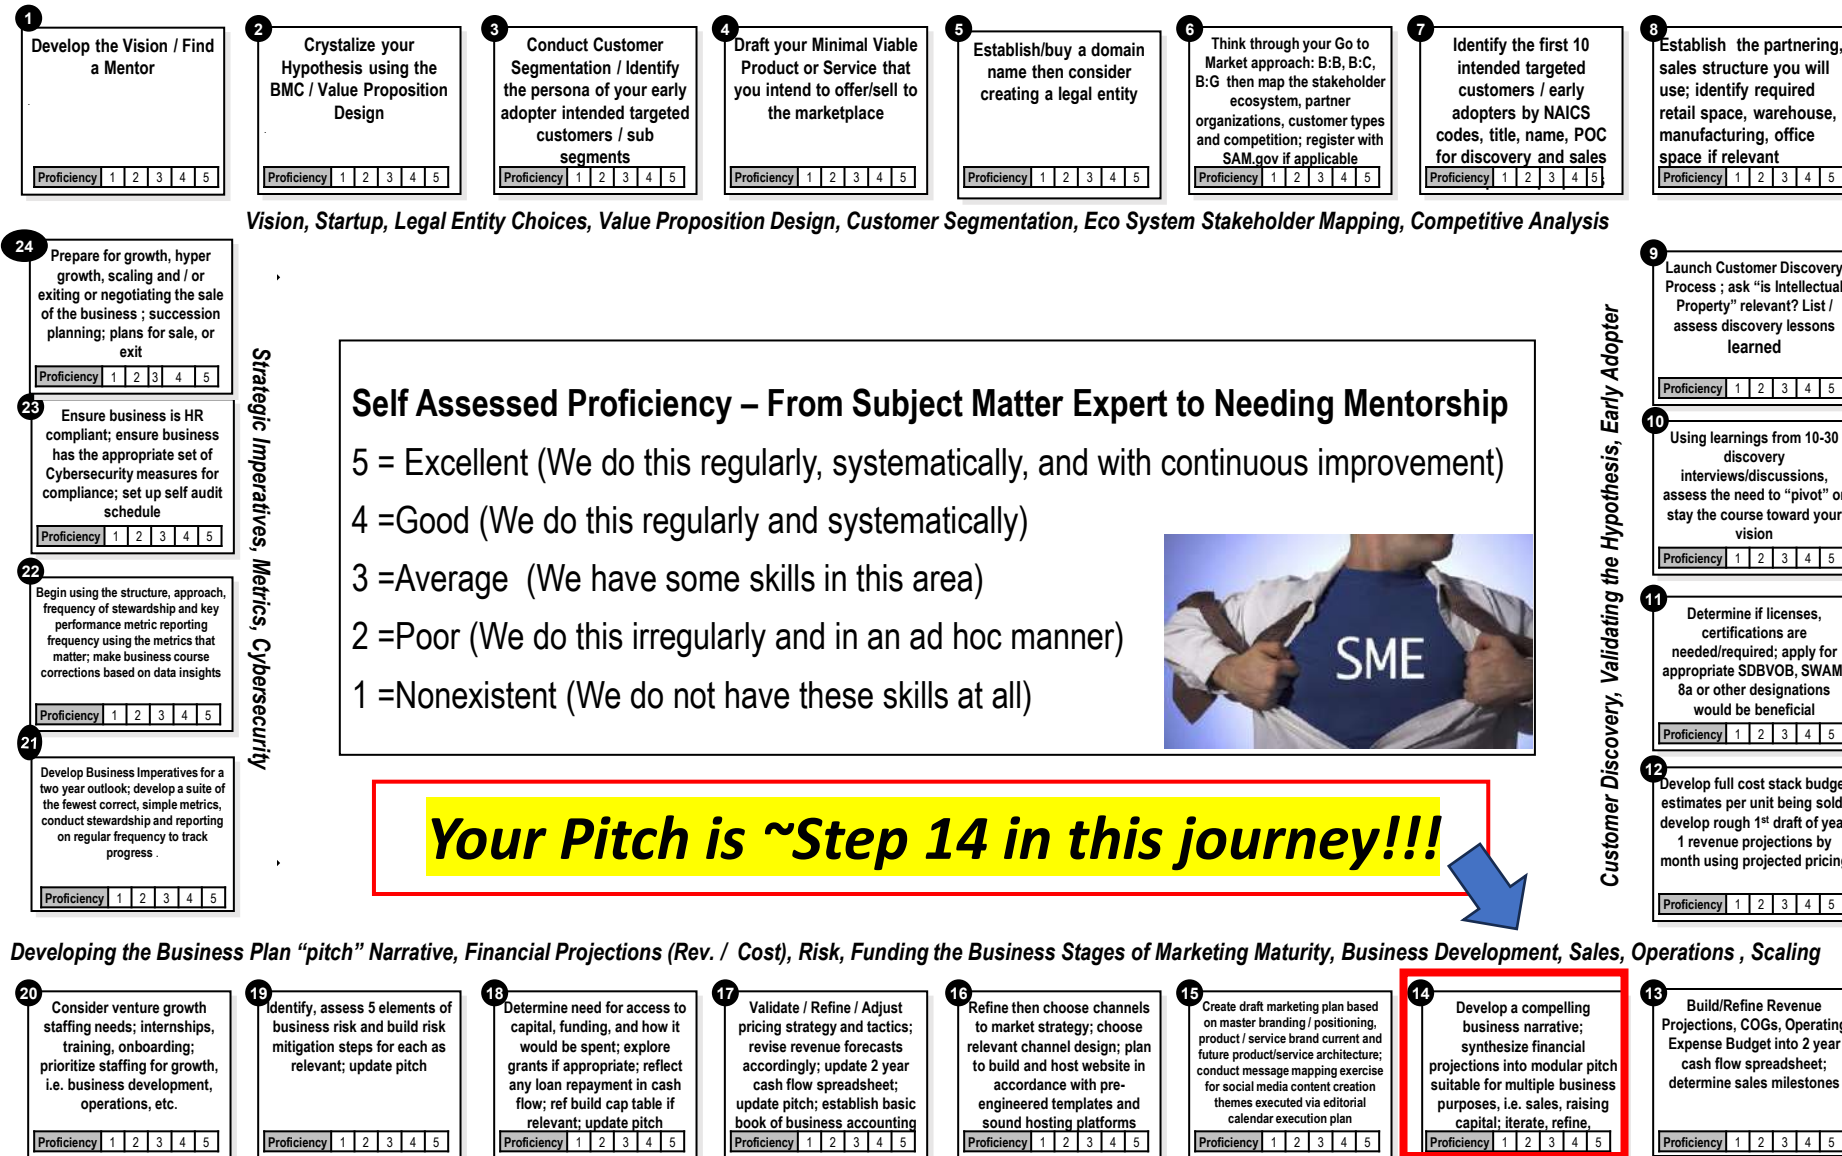 1
Develop the Vision / Find
a Mentor
Proficiency 1 2 3 4 5
2
Crystalize your
Hypothesis using the
BMC / Value Proposition
Design
Proficiency 1 2 3 4 5
3
Conduct Customer
Segmentation / Identify
the persona of your early
adopter intended targeted
customers / sub
segments
Proficiency 1 2 3 4 5
4
Draft your Minimal Viable
Product or Service that
you intend to offer/sell to
the marketplace
Proficiency 1 2 3 4 5
5
Establish/buy a domain
name then consider
creating a legal entity
Proficiency 1 2 3 4 5
6
Think through your Go to
Market approach: B:B, B:C,
B:G then map the stakeholder
ecosystem, partner
organizations, customer types
and competition; register with
SAM.gov if applicable
Proficiency 1 2 3 4 5
7
Identify the first 10
intended targeted
customers / early
adopters by NAICS
codes, title, name, POC
for discovery and sales
Proficiency 1 2 3 4 5
8
Establish the partnering,
sales structure you will
use; identify required
retail space, warehouse,
manufacturing, office
space if relevant
Proficiency 1 2 3 4 5
Vision, Startup, Legal Entity Choices, Value Proposition Design, Customer Segmentation, Eco System Stakeholder Mapping, Competitive Analysis
9
Launch Customer Discovery
Process ; ask “is Intellectual
Property” relevant? List /
assess discovery lessons
learned
Proficiency 1 2 3 4 5
10
Using learnings from 10-30
discovery
interviews/discussions,
assess the need to “pivot” or
stay the course toward your
vision
Proficiency 1 2 3 4 5
11
Determine if licenses,
certifications are
needed/required; apply for
appropriate SDBVOB, SWAM
8a or other designations
would be beneficial
Proficiency 1 2 3 4 5
12
Develop full cost stack budge
estimates per unit being sold
develop rough 1st draft of yea
1 revenue projections by
month using projected pricing
Proficiency 1 2 3 4 5
Customer Discovery, Validating the Hypothesis, Early Adopter
24
Prepare for growth, hyper
growth, scaling and / or
exiting or negotiating the sale
of the business ; succession
planning; plans for sale, or
exit
Proficiency 1 2 3 4 5
23
Ensure business is HR
compliant; ensure business
has the appropriate set of
Cybersecurity measures for
compliance; set up self audit
schedule
Proficiency 1 2 3 4 5
22
Begin using the structure, approach,
frequency of stewardship and key
performance metric reporting
frequency using the metrics that
matter; make business course
corrections based on data insights
Proficiency 1 2 3 4 5
21
Develop Business Imperatives for a
two year outlook; develop a suite of
the fewest correct, simple metrics,
conduct stewardship and reporting
on regular frequency to track
progress .
Proficiency 1 2 3 4 5
Strategic Imperatives, Metrics, Cybersecurity
Self Assessed Proficiency – From Subject Matter Expert to Needing Mentorship
5 = Excellent (We do this regularly, systematically, and with continuous improvement)
4 =Good (We do this regularly and systematically)
3 =Average (We have some skills in this area)
2 =Poor (We do this irregularly and in an ad hoc manner)
1 =Nonexistent (We do not have these skills at all)
SME
Your Pitch is ~Step 14 in this journey!!!
Developing the Business Plan “pitch” Narrative, Financial Projections (Rev. / Cost), Risk, Funding the Business Stages of Marketing Maturity, Business Development, Sales, Operations , Scaling
20
Consider venture growth
staffing needs; internships,
training, onboarding;
prioritize staffing for growth,
i.e. business development,
operations, etc.
Proficiency 1 2 3 4 5
19
Identify, assess 5 elements of
business risk and build risk
mitigation steps for each as
relevant; update pitch
Proficiency 1 2 3 4 5
18
Determine need for access to
capital, funding, and how it
would be spent; explore
grants if appropriate; reflect
any loan repayment in cash
flow; ref build cap table if
relevant; update pitch
Proficiency 1 2 3 4 5
17
Validate / Refine / Adjust
pricing strategy and tactics;
revise revenue forecasts
accordingly; update 2 year
cash flow spreadsheet;
update pitch; establish basic
book of business accounting
Proficiency 1 2 3 4 5
16
Refine then choose channels
to market strategy; choose
relevant channel design; plan
to build and host website in
accordance with pre-
engineered templates and
sound hosting platforms
Proficiency 1 2 3 4 5
15
Create draft marketing plan based
on master branding / positioning,
product / service brand current and
future product/service architecture;
conduct message mapping exercise
for social media content creation
themes executed via editorial
calendar execution plan
Proficiency 1 2 3 4 5
14
Develop a compelling
business narrative;
synthesize financial
projections into modular pitch
suitable for multiple business
purposes, i.e. sales, raising
capital; iterate, refine,
Proficiency 1 2 3 4 5
13
Build/Refine Revenue
Projections, COGs, Operating
Expense Budget into 2 year
cash flow spreadsheet;
determine sales milestones
Proficiency 1 2 3 4 5